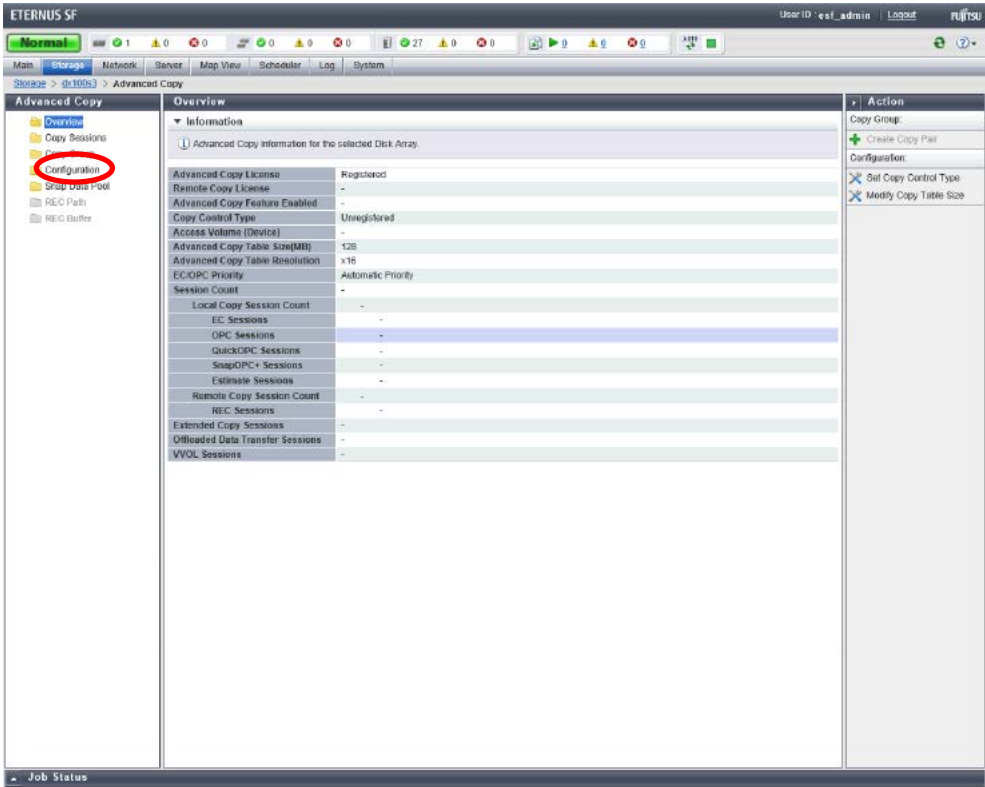 ETERNUS SF
User ID : esf_admin Logout FUJITSU
Normal 1 0 0 0 0 0 27 0 0 0 0 0
Main Storage Network Server Map View Scheduler Log System
Storage > dx100s3 > Advanced Copy
Advanced Copy
Overview
Copy Sessions
Copy Group
Configuration
Snap Data Pool
REC Path
REC Buffer
Overview
Information
Advanced Copy Information for the selected Disk Array.
Advanced Copy License Registered
Remote Copy License -
Advanced Copy Feature Enabled -
Copy Control Type Unregistered
Access Volume (Device) -
Advanced Copy Table Size(MB) 128
Advanced Copy Table Resolution x16
EC/OPC Priority Automatic Priority
Session Count -
Local Copy Session Count -
EC Sessions -
OPC Sessions -
QuickOPC Sessions -
SnapOPC+ Sessions -
Estimate Sessions -
Remote Copy Session Count -
REC Sessions -
Extended Copy Sessions -
Offloaded Data Transfer Sessions -
VVOL Sessions -
Action
Copy Group:
Create Copy Pair
Configuration:
Set Copy Control Type
Modify Copy Table Size
Job Status